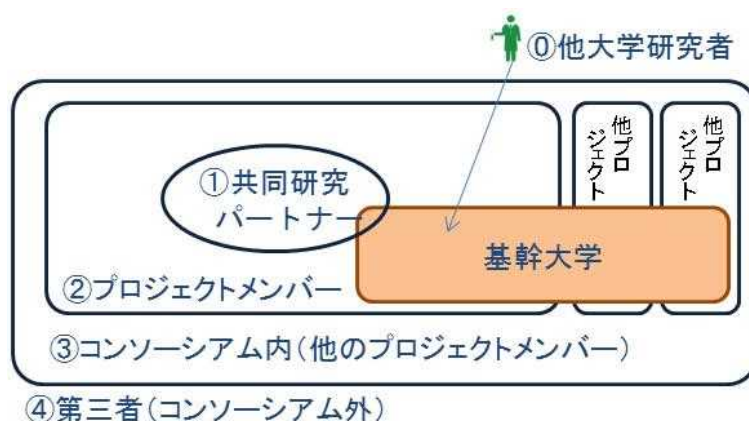 ⓪他大学研究者
他プロ
ジェクト
他プロ
ジェクト
①共同研究
パートナー
基幹大学
②プロジェクトメンバー
③コンソーシアム内(他のプロジェクトメンバー)
④第三者(コンソーシアム外)